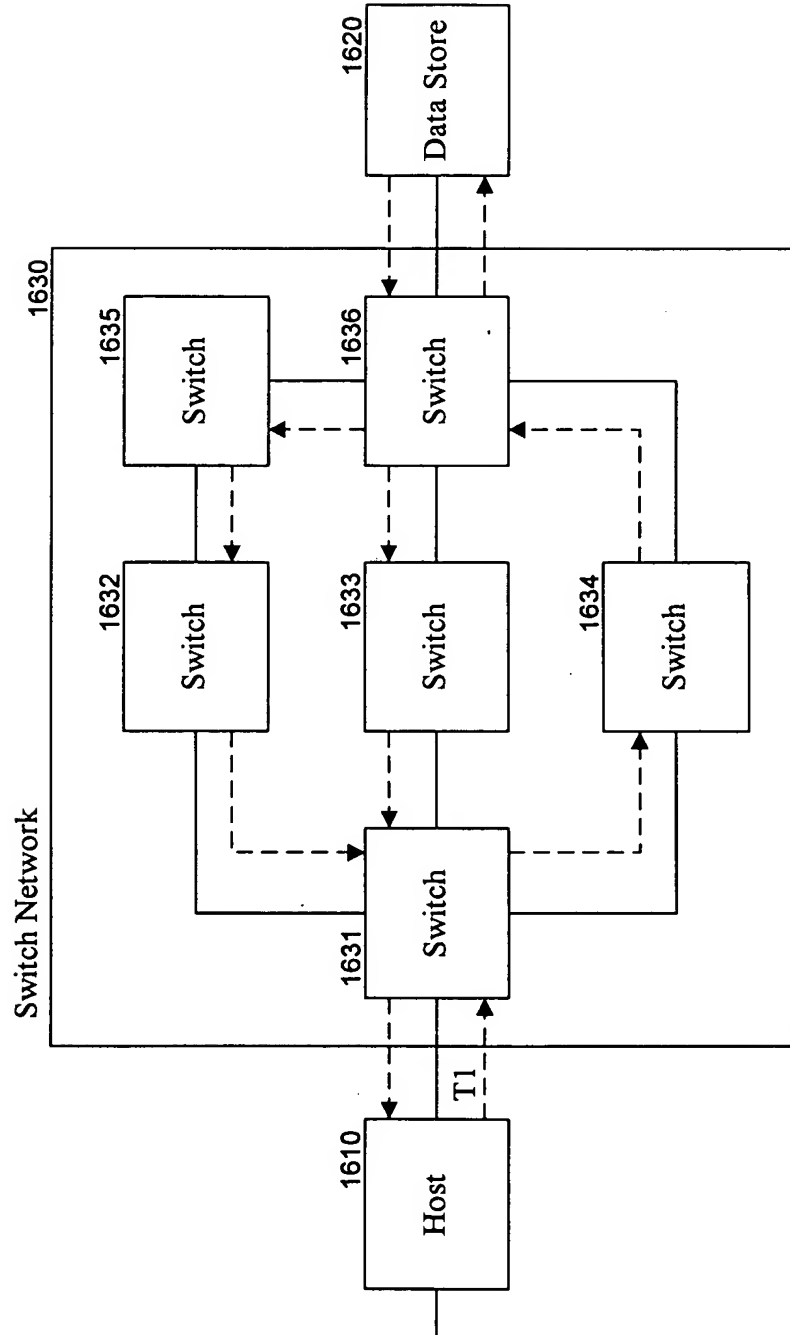 Switch Network
1630
1610
Host
T1
1631
Switch
1632
Switch
1633
Switch
1634
Switch
1635
Switch
1636
Switch
1620
Data Store